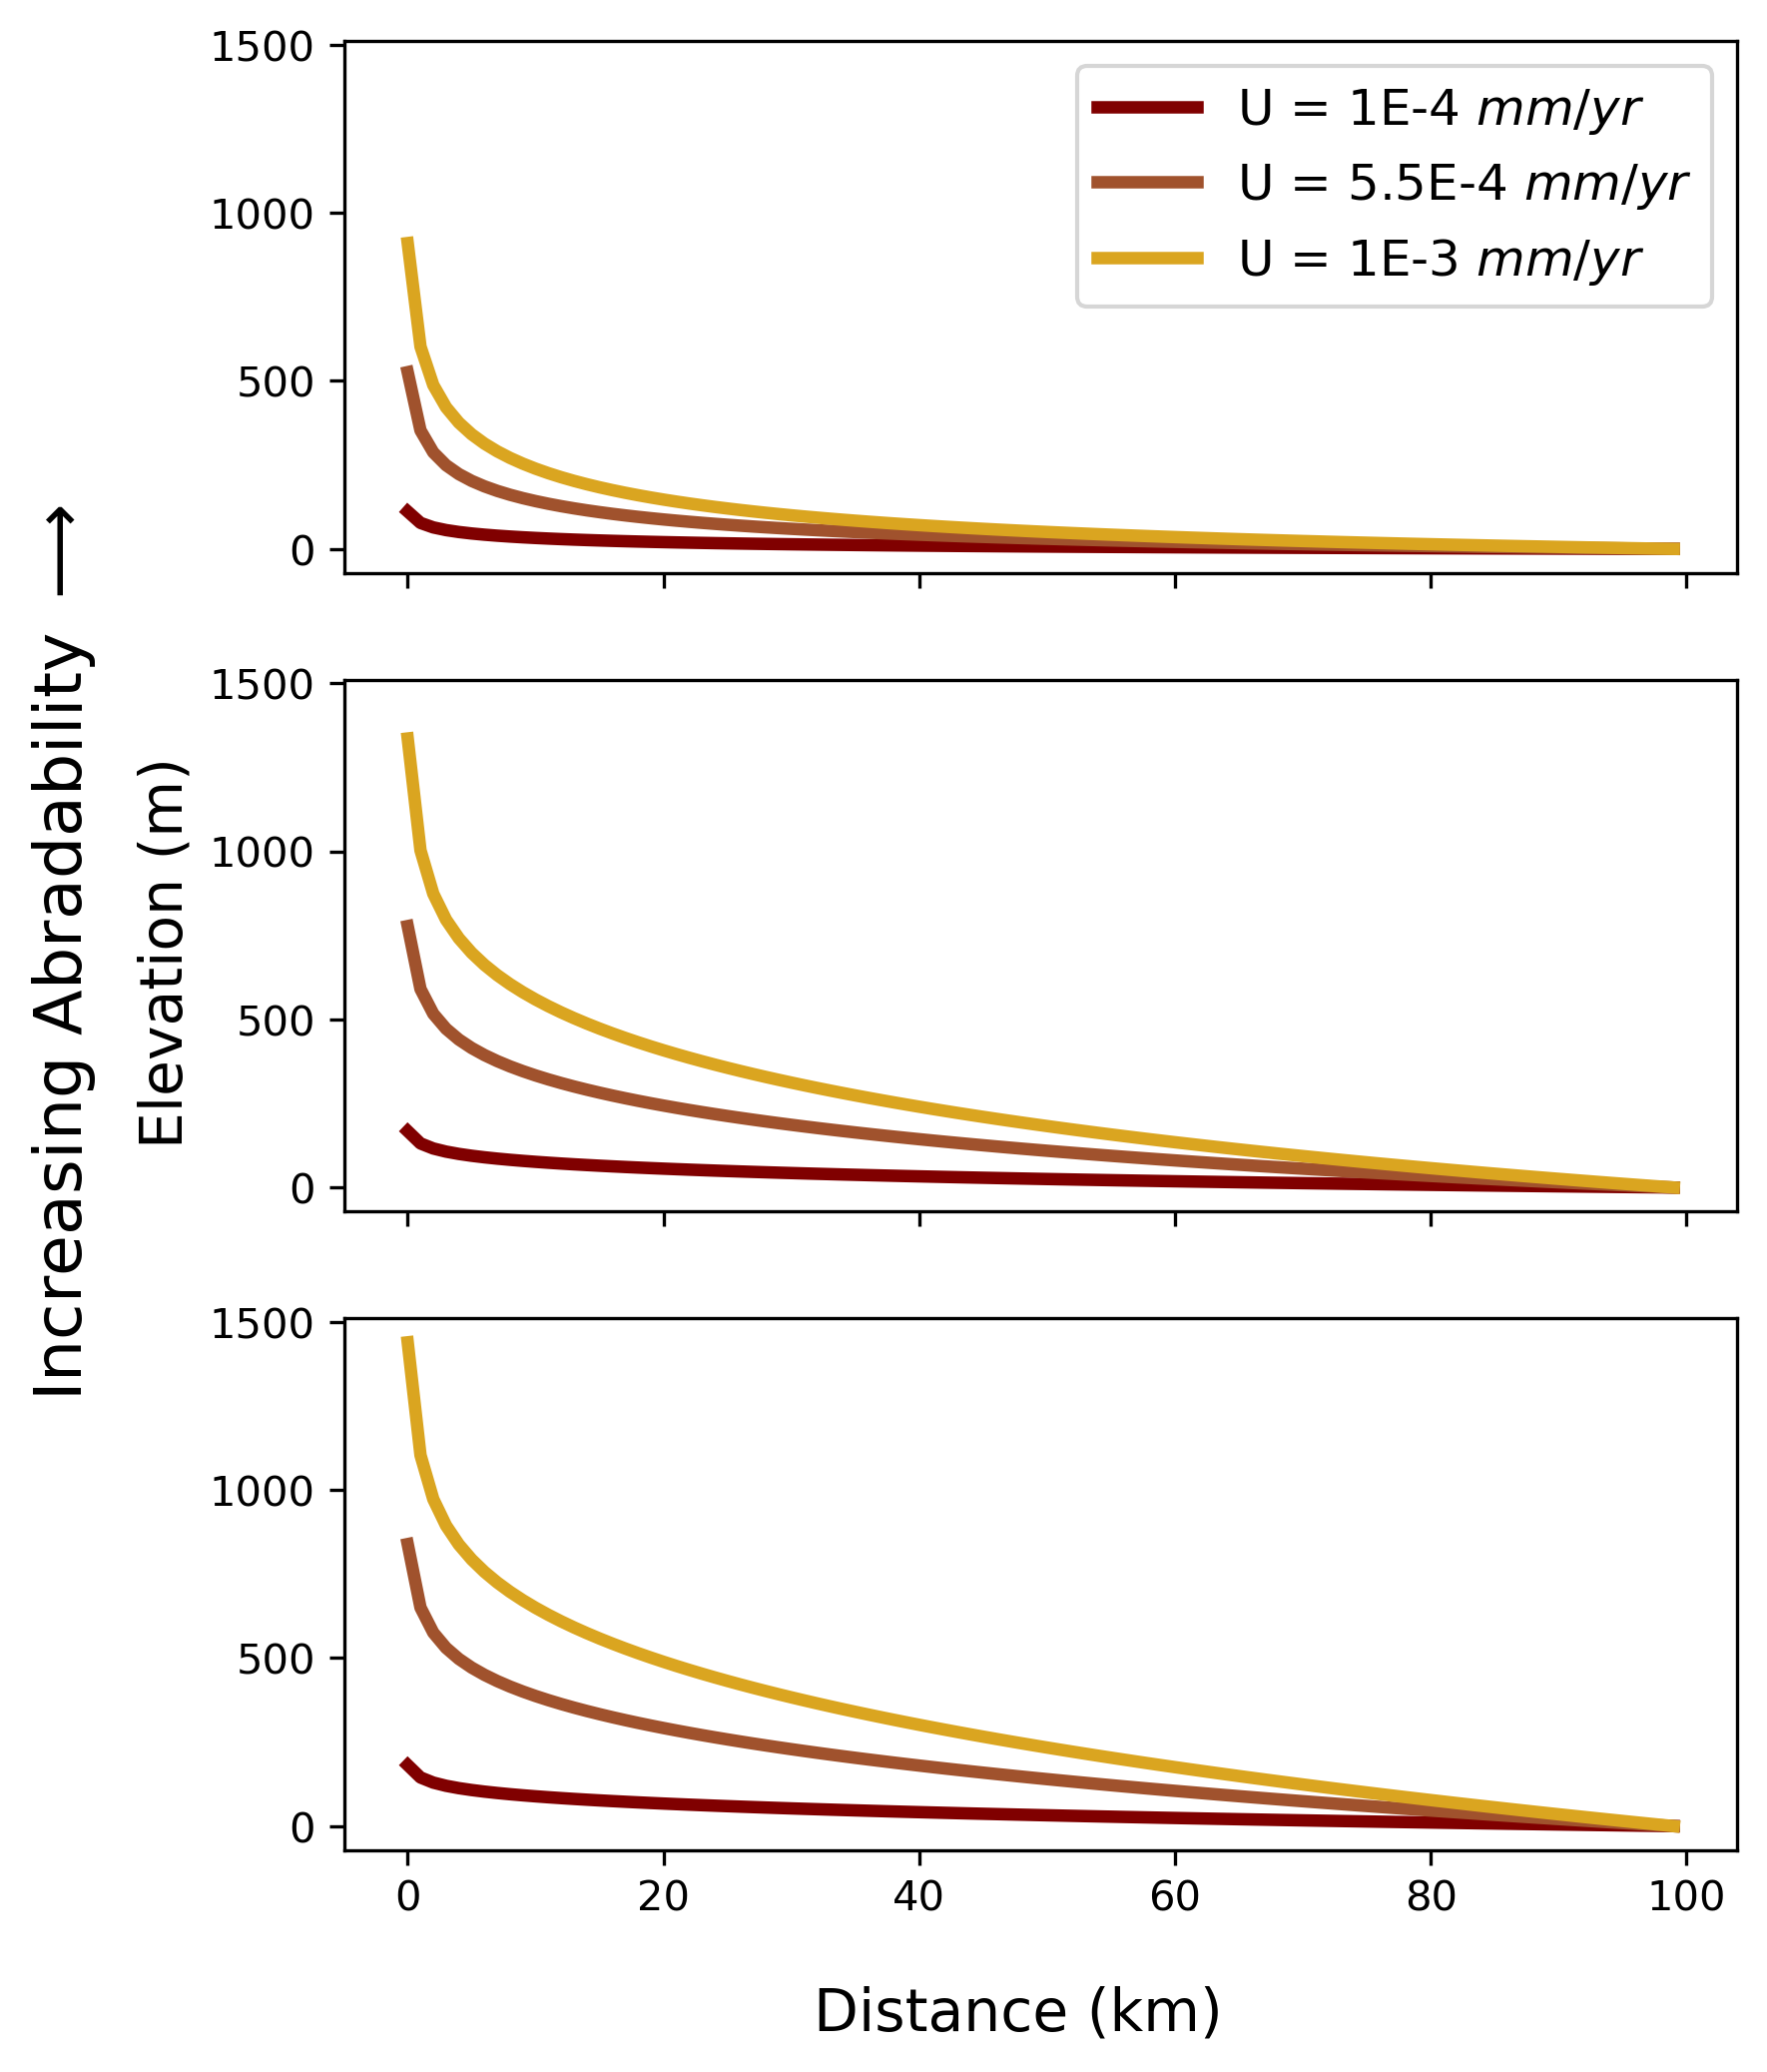 Increasing Abradability ⟶
Elevation (m)
1500
1000
500
0
U = 1E-4 mm/yr
U = 5.5E-4 mm/yr
U = 1E-3 mm/yr
1500
1000
500
0
1500
1000
500
0
0 20 40 60 80 100
Distance (km)